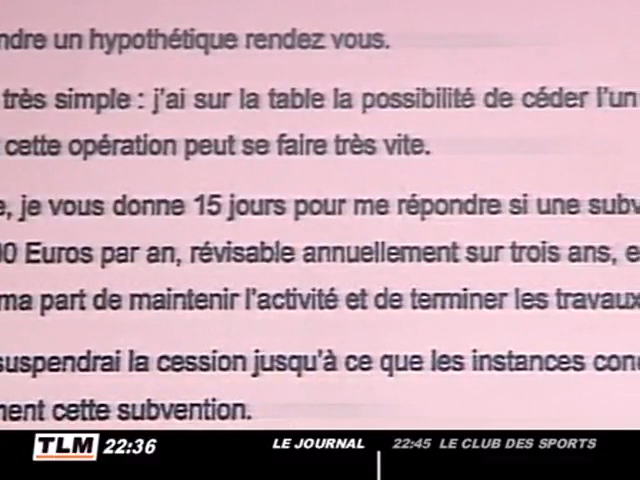 ndre un hypothétique rendez vous.
très simple : j'ai sur la table la possibilité de céder l'un
cette opération peut se faire très vite.
e, je vous donne 15 jours pour me répondre si une subv
00 Euros par an, révisable annuellement sur trois ans, e
ma part de maintenir l'activité et de terminer les travaux
suspendrai la cession jusqu'à ce que les instances con
ment cette subvention.
TLM 22:36 LE JOURNAL 22:45 LE CLUB DES SPORTS